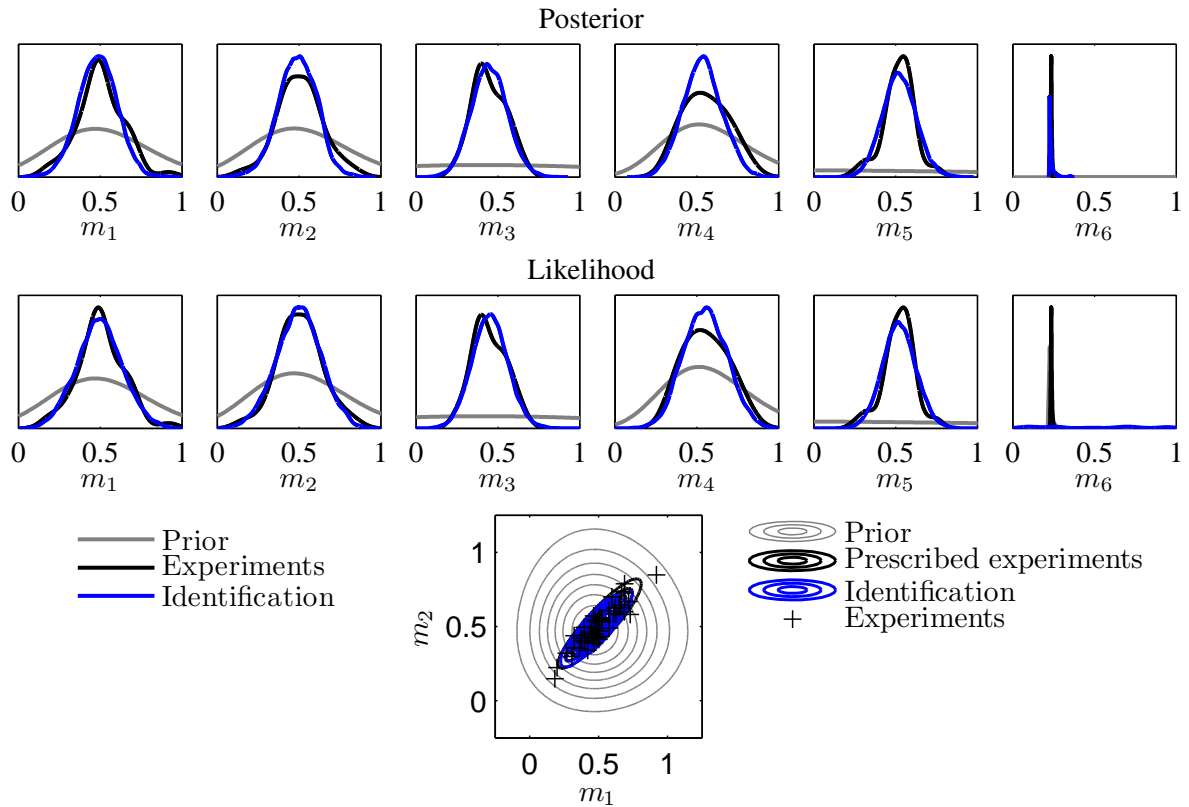 Posterior
0 0.5 1 0 0.5 1 0 0.5 1 0 0.5 1 0 0.5 1 0 0.5 1
m1 m2 m3 m4 m5 m6
Likelihood
0 0.5 1 0 0.5 1 0 0.5 1 0 0.5 1 0 0.5 1 0 0.5 1
m1 m2 m3 m4 m5 m6
Prior
Experiments
Identification
1
0.5
0
m2
0 0.5 1
m1
Prior
Prescribed experiments
Identification
Experiments